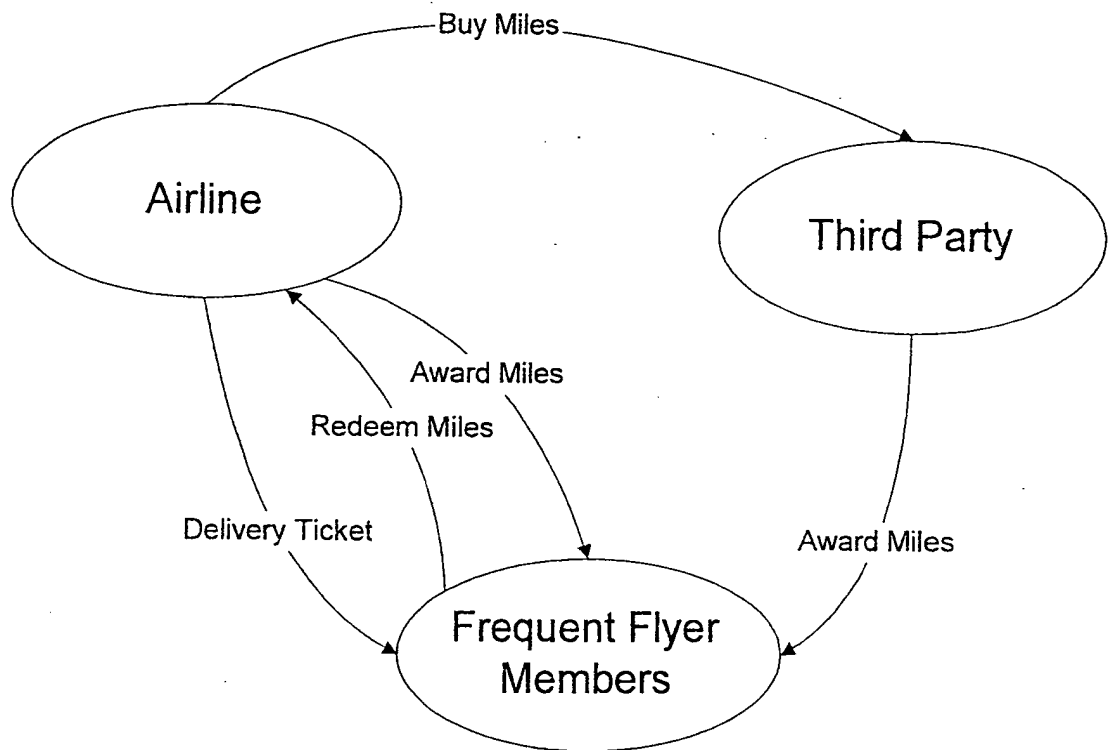 Buy Miles
Airline
Third Party
Award Miles
Redeem Miles
Delivery Ticket
Award Miles
Frequent Flyer
Members